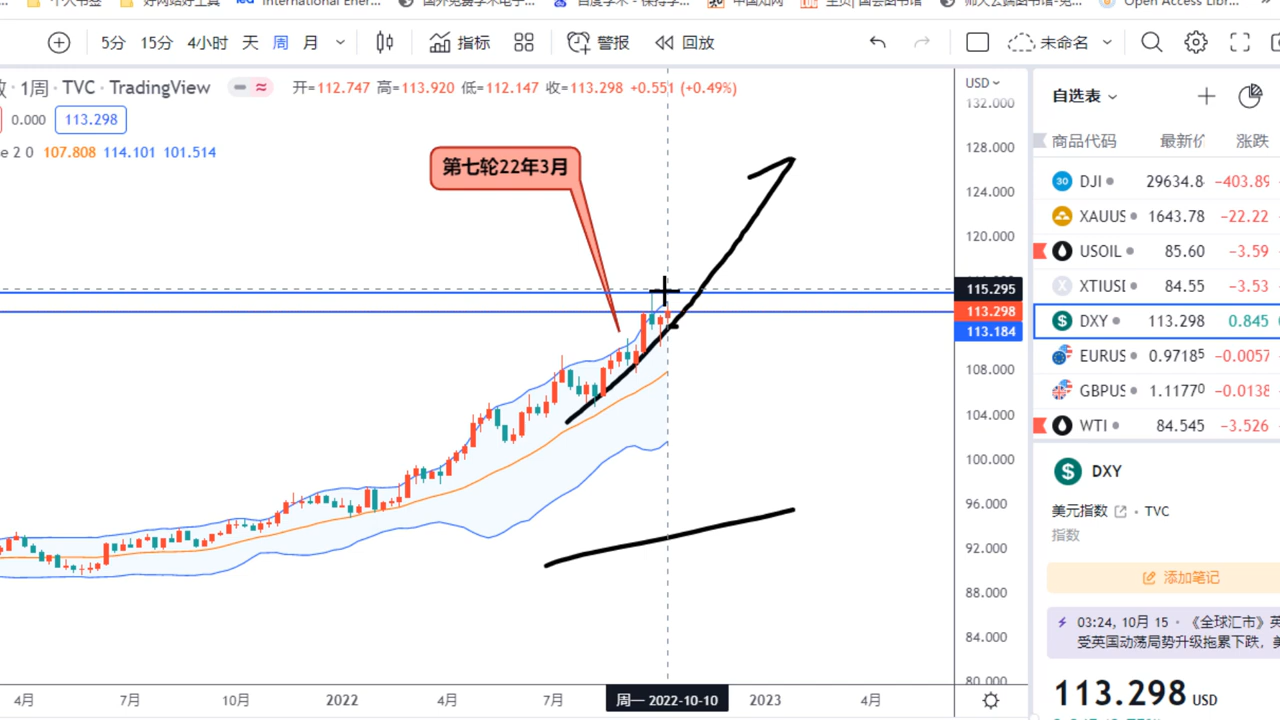 个人书签 好网站好工具 International Ener... 国外免费学术电子... 百度学术 - 保持学... 中国知网 主页|国会图书馆 师大云端图书馆-免... Open Access Libr...
5分 15分 4小时 天 周 月 指标 警报 回放 未命名
数 · 1周 · TVC · TradingView 开=112.747 高=113.920 低=112.147 收=113.298 +0.551 (+0.49%)
0.000 113.298
e 2 0 107.808 114.101 101.514
第七轮22年3月
USD
132.000
128.000
124.000
120.000
115.295
113.298
113.184
108.000
104.000
100.000
96.000
92.000
88.000
84.000
80.000
4月 7月 10月 2022 4月 7月 周一 2022-10-10 2023 4月
自选表
商品代码 最新价 涨跌
30 DJI 29634.8 −403.89
XAUUS 1643.78 −22.22
USOIL 85.60 −3.59
XTIUSI 84.55 −3.53
DXY 113.298 0.845
EURUS 0.97185 −0.0057
GBPUS 1.11770 −0.0138
WTI 84.545 −3.526
DXY
美元指数 · TVC
指数
添加笔记
03:24, 10月 15 · 《全球汇市》英
受英国动荡局势升级拖累下跌，美
113.298 USD